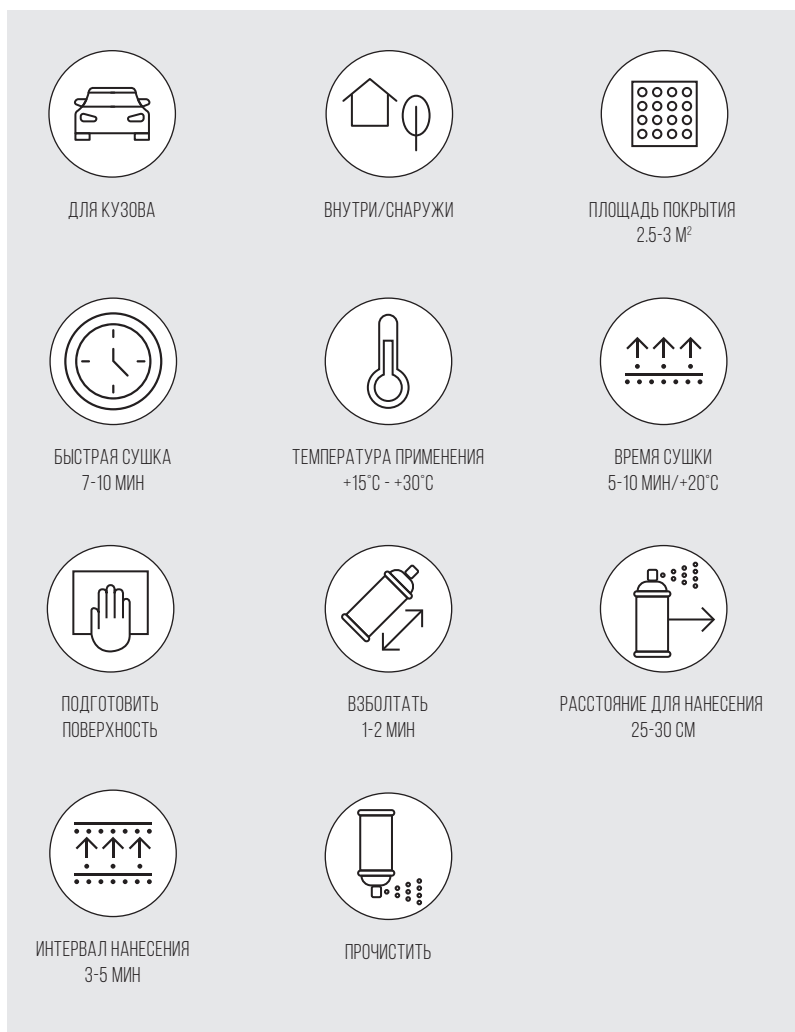 ДЛЯ КУЗОВА
ВНУТРИ/СНАРУЖИ
ПЛОЩАДЬ ПОКРЫТИЯ
2.5-3 М²
БЫСТРАЯ СУШКА
7-10 МИН
ТЕМПЕРАТУРА ПРИМЕНЕНИЯ
+15°С - +30°С
ВРЕМЯ СУШКИ
5-10 МИН/+20°С
ПОДГОТОВИТЬ
ПОВЕРХНОСТЬ
ВЗБОЛТАТЬ
1-2 МИН
РАССТОЯНИЕ ДЛЯ НАНЕСЕНИЯ
25-30 СМ
ИНТЕРВАЛ НАНЕСЕНИЯ
3-5 МИН
ПРОЧИСТИТЬ